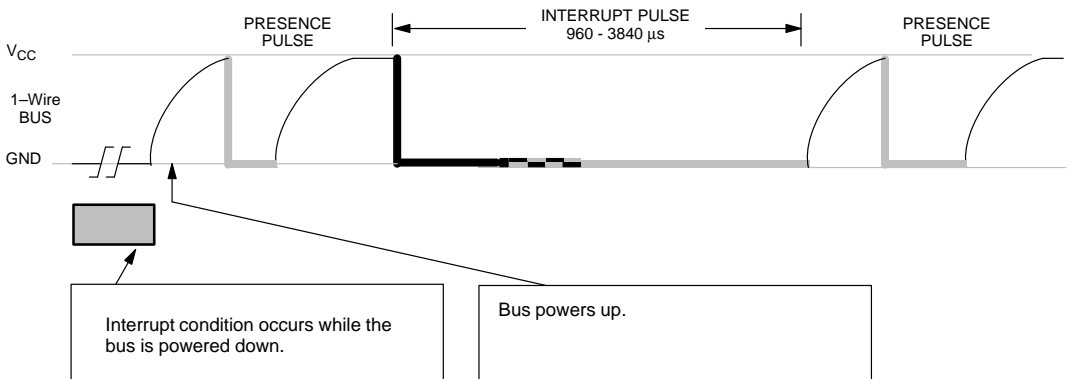 PRESENCE
PULSE
INTERRUPT PULSE
960 - 3840 μs
PRESENCE
PULSE
VCC
1–Wire
BUS
GND
Interrupt condition occurs while the
bus is powered down.
Bus powers up.